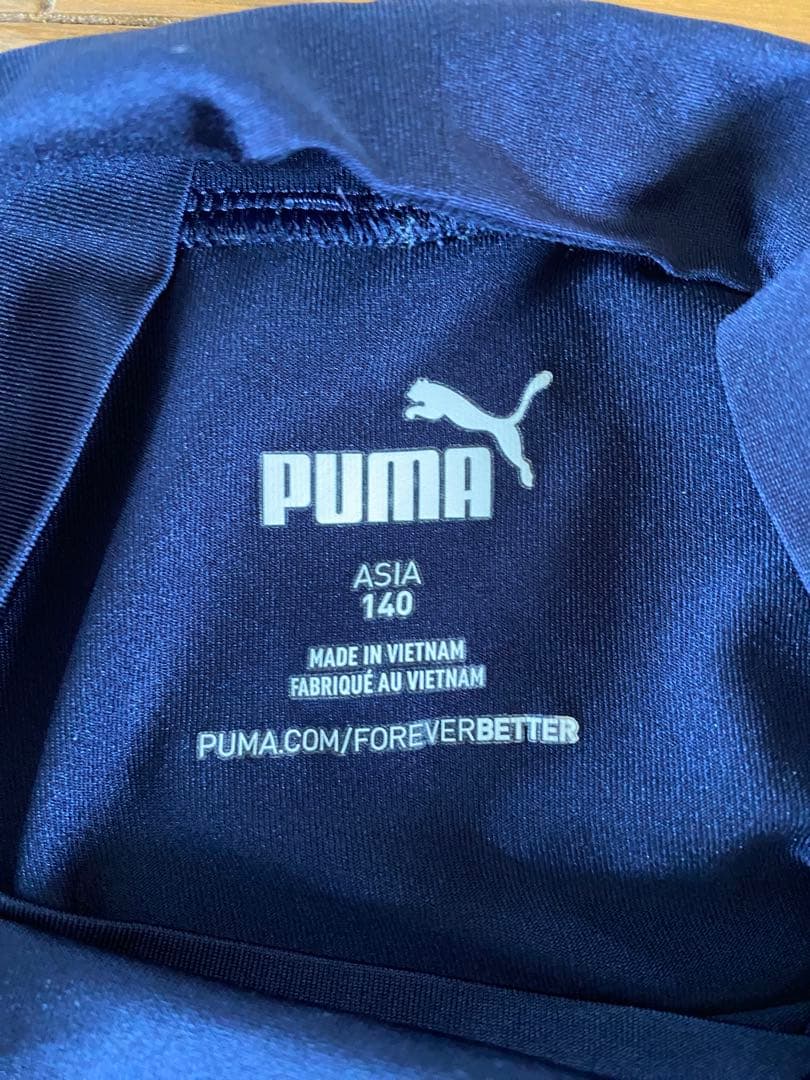 PUMA
ASIA
140
MADE IN VIETNAM
FABRIQUÉ AU VIETNAM
PUMA.COM/FOREVERBETTER